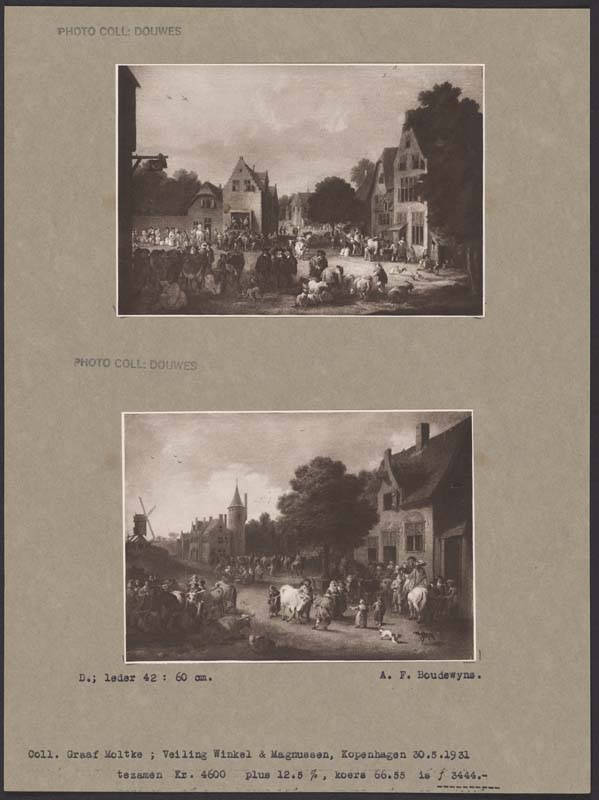 PHOTO COLL: DOUWES
PHOTO COLL: DOUWES
D.; ieder 42 : 60 cm.
A. F. Boudewyns.
Coll. Graaf Moltke ; Veiling Winkel & Magnussen, Kopenhagen 30.5.1931
tezamen Kr. 4600 plus 12.5 %, koers 66.55 is ƒ 3444.-